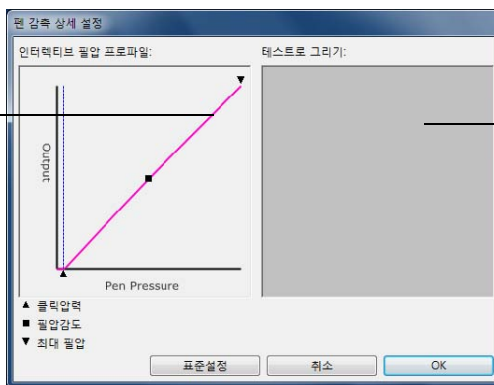 펜 감촉 상세 설정
인터렉티브 필압 프로파일:
테스트로 그리기:
Output
Pen Pressure
▲ 클릭압력
■ 필압감도
▼ 최대 필압
표준설정
취소
OK